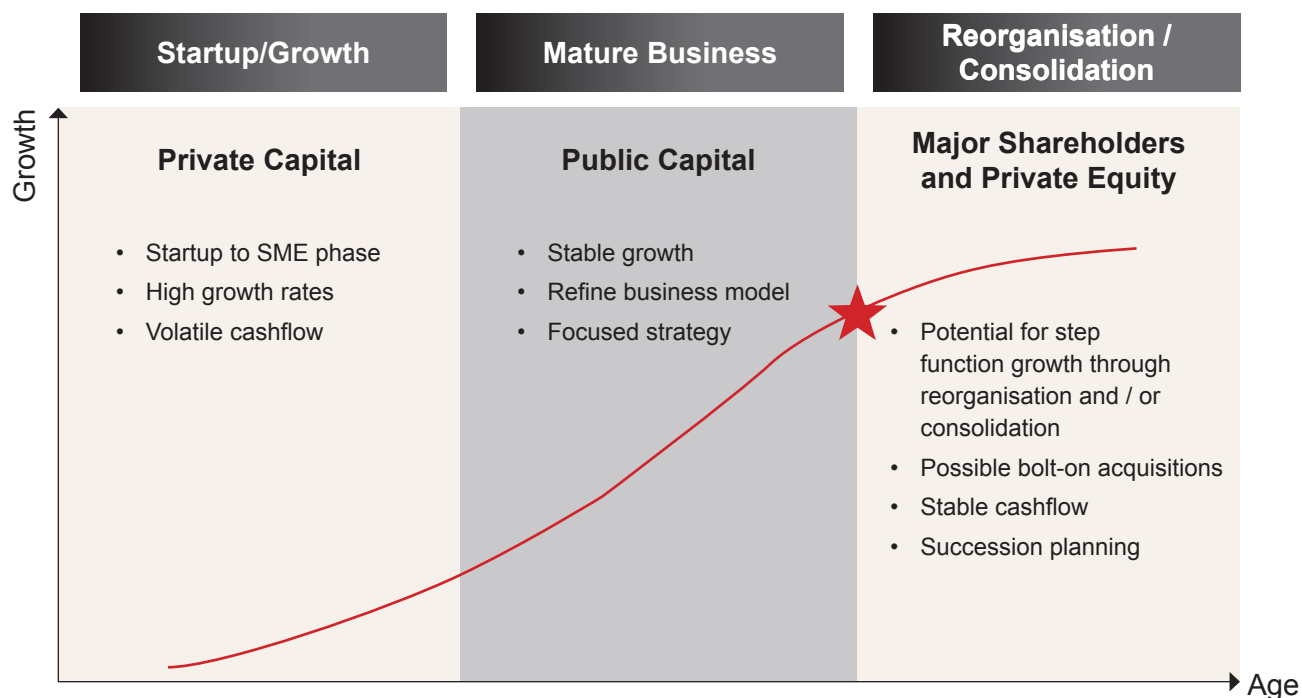 Startup/Growth
Mature Business
Reorganisation /
Consolidation
Growth
Private Capital
• Startup to SME phase
• High growth rates
• Volatile cashflow
Public Capital
• Stable growth
• Refine business model
• Focused strategy
Major Shareholders
and Private Equity
• Potential for step
function growth through
reorganisation and / or
consolidation
• Possible bolt-on acquisitions
• Stable cashflow
• Succession planning
Age